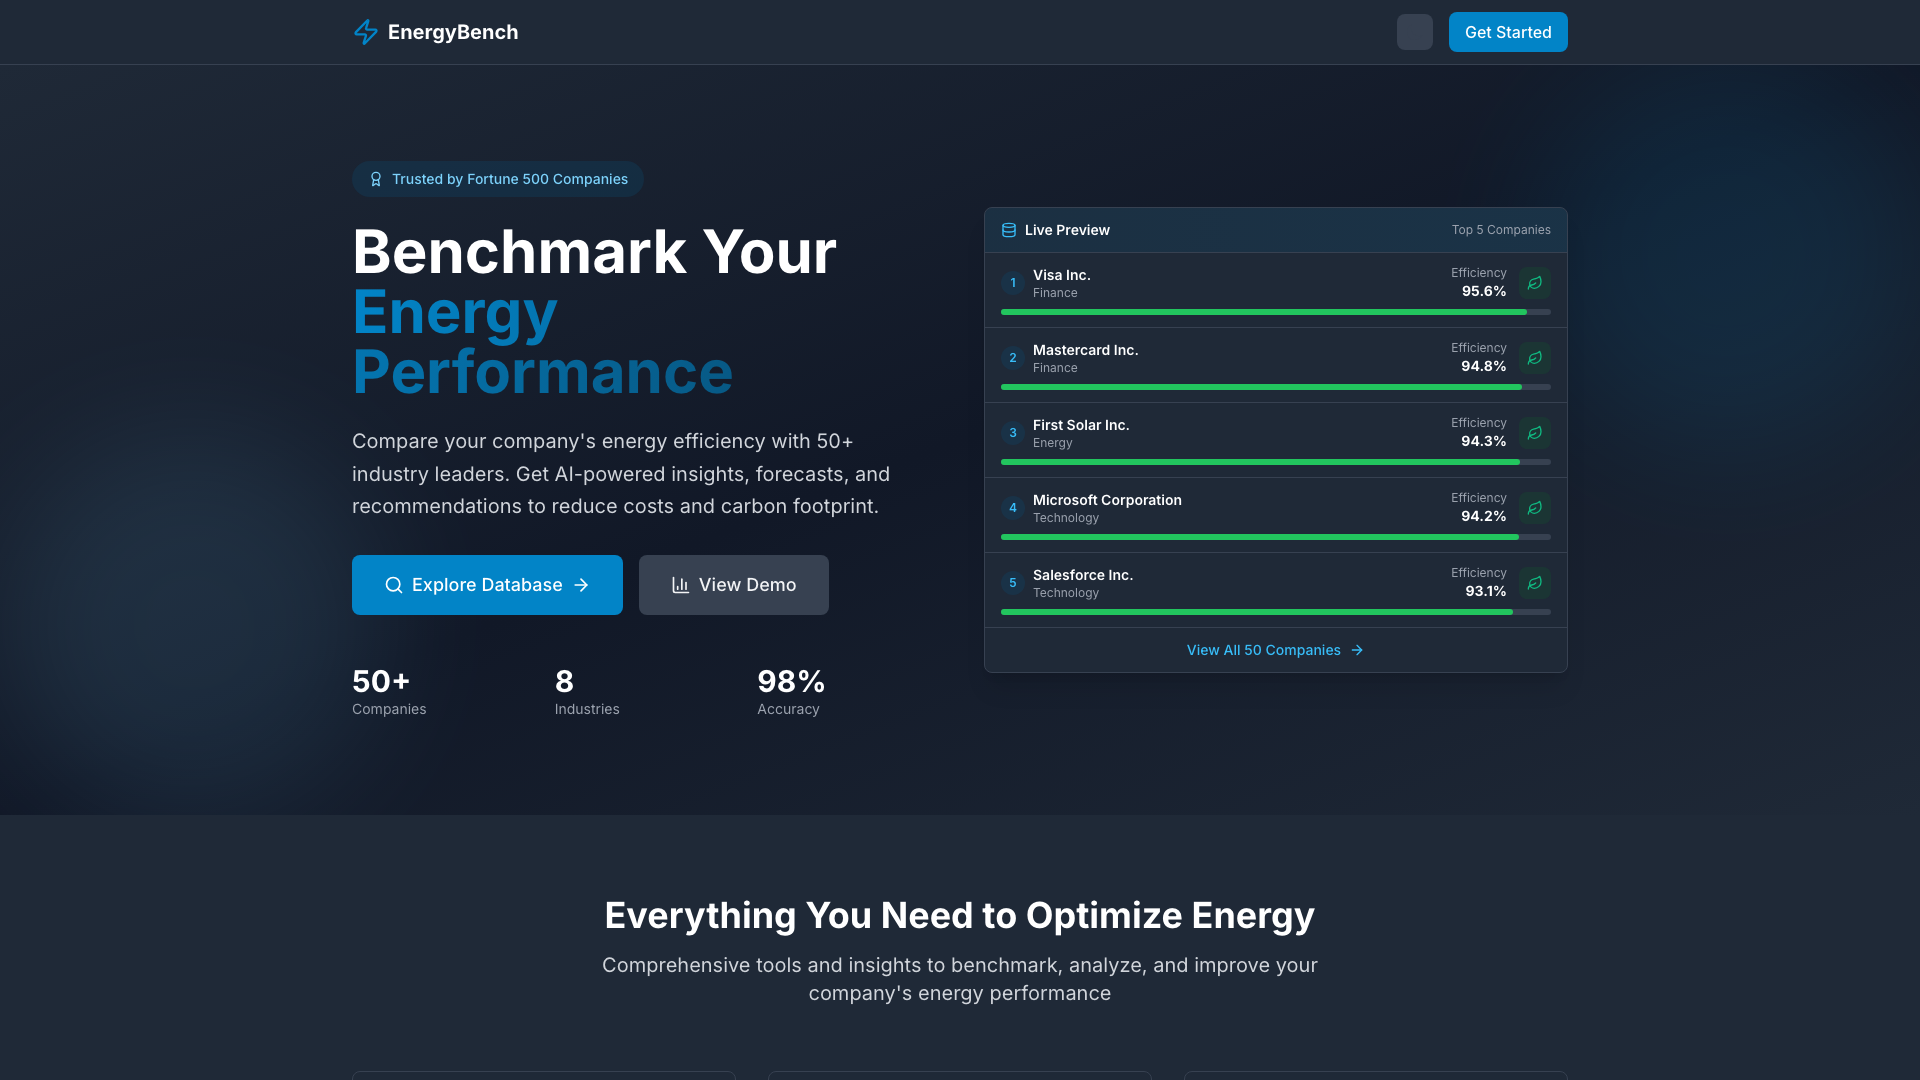 EnergyBench
Get Started
Trusted by Fortune 500 Companies
Benchmark Your
Energy
Performance
Compare your company's energy efficiency with 50+
industry leaders. Get AI-powered insights, forecasts, and
recommendations to reduce costs and carbon footprint.
Explore Database
View Demo
50+
Companies
8
Industries
98%
Accuracy
Live Preview
Top 5 Companies
1
Visa Inc.
Finance
Efficiency
95.6%
2
Mastercard Inc.
Finance
Efficiency
94.8%
3
First Solar Inc.
Energy
Efficiency
94.3%
4
Microsoft Corporation
Technology
Efficiency
94.2%
5
Salesforce Inc.
Technology
Efficiency
93.1%
View All 50 Companies
Everything You Need to Optimize Energy
Comprehensive tools and insights to benchmark, analyze, and improve your
company's energy performance